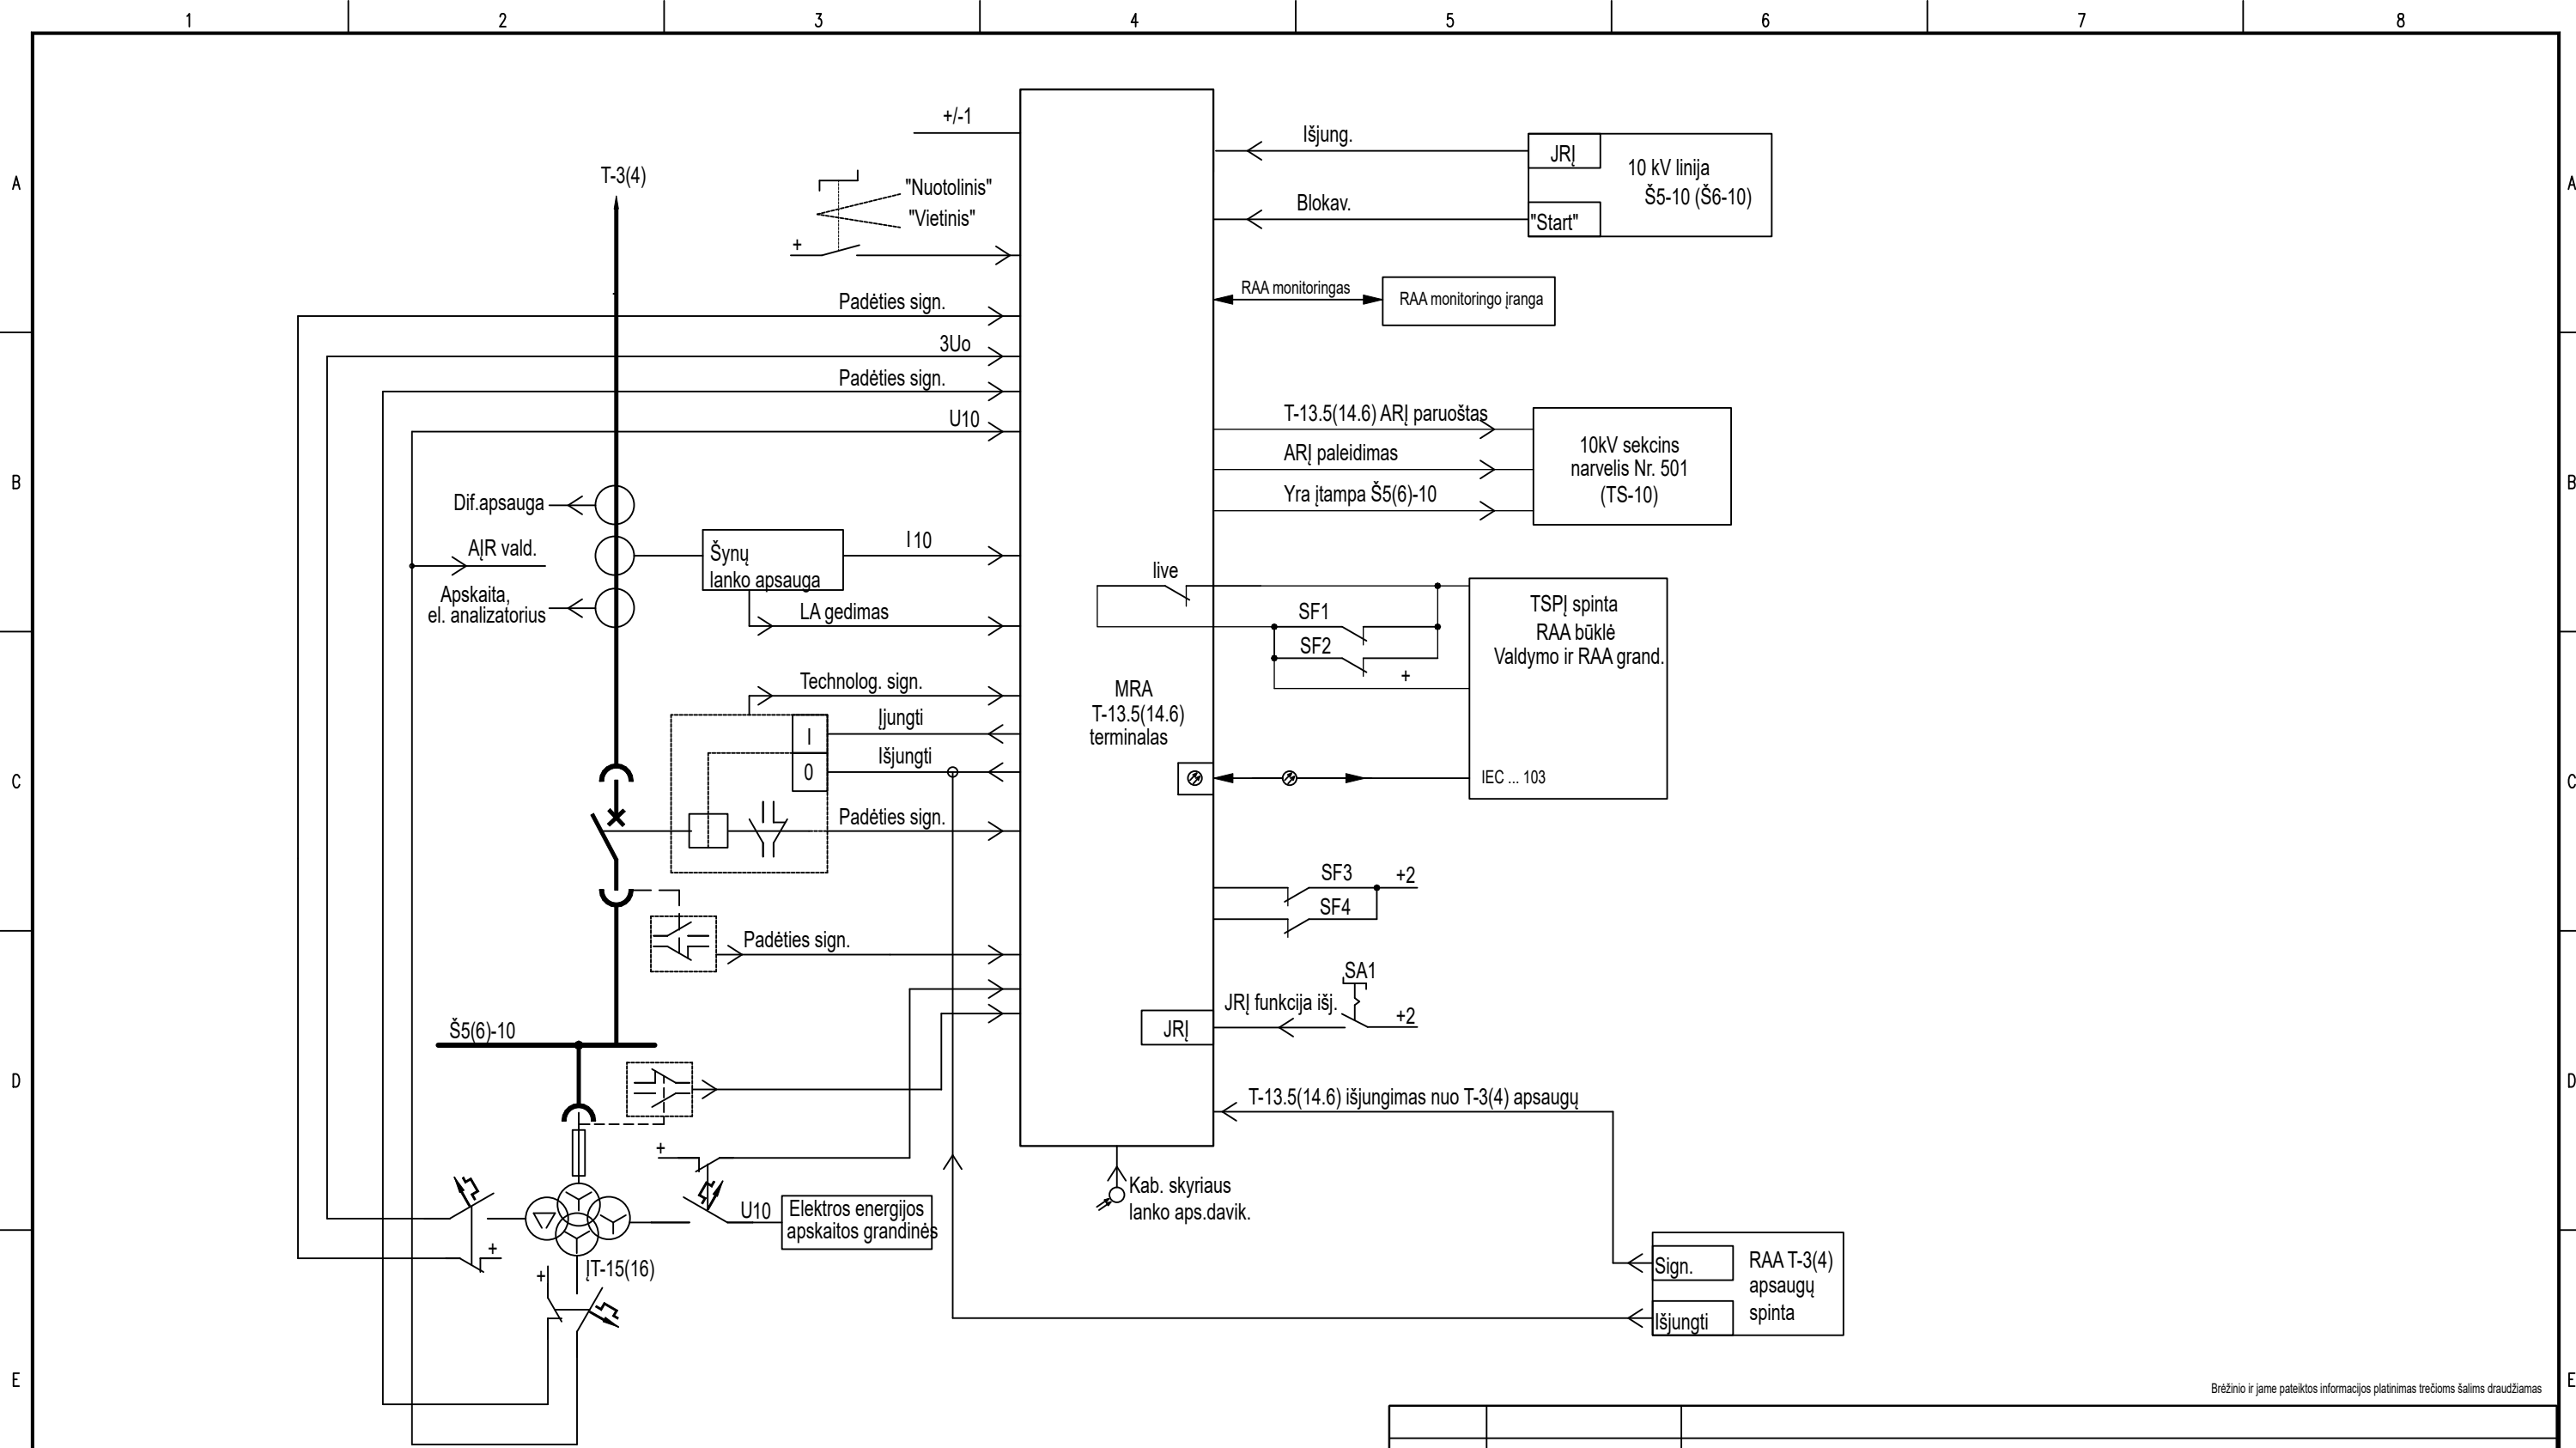 1 2 3 4 5 6 7 8
A
A
B
B
C
C
D
D
E
E
+/-1
T-3(4)
"Nuotolinis"
"Vietinis"
+
Padėties sign.
3Uo
Padėties sign.
U10
Dif.apsauga
AĮR vald.
Apskaita,
el. analizatorius
Šynų
lanko apsauga
I 10
LA gedimas
Technolog. sign.
Įjungti
I
Išjungti
0
Padėties sign.
Padėties sign.
Š5(6)-10
+
U10
Elektros energijos
apskaitos grandinės
+
ĮT-15(16)
+
MRA
T-13.5(14.6)
terminalas
Išjung.
JRĮ
10 kV linija
Š5-10 (Š6-10)
Blokav.
"Start"
RAA monitoringas
RAA monitoringo įranga
T-13.5(14.6) ARĮ paruoštas
ARĮ paleidimas
Yra įtampa Š5(6)-10
10kV sekcins
narvelis Nr. 501
(TS-10)
live
SF1
SF2
+
TSPĮ spinta
RAA būklė
Valdymo ir RAA grand.
IEC ... 103
SF3
+2
SF4
SA1
JRĮ funkcija išj.
+2
JRĮ
T-13.5(14.6) išjungimas nuo T-3(4) apsaugų
Kab. skyriaus
lanko aps.davik.
Sign.
RAA T-3(4)
apsaugų
spinta
Išjungti
Brėžinio ir jame pateiktos informacijos platinimas trečioms šalims draudžiamas